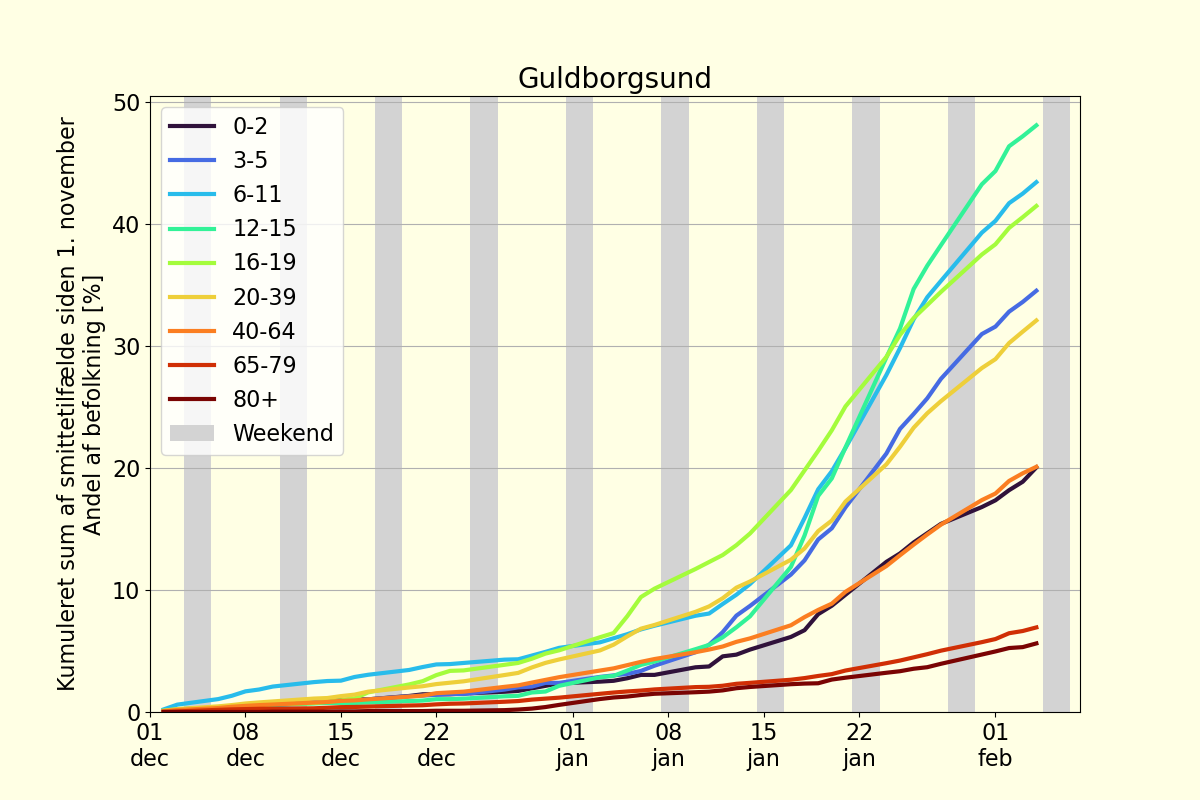 Guldborgsund
Kumuleret sum af smittetilfælde siden 1. november
Andel af befolkning [%]
50
40
30
20
10
0
0-2
3-5
6-11
12-15
16-19
20-39
40-64
65-79
80+
Weekend
01 08 15 22 01 08 15 22 01
dec dec dec dec jan jan jan jan feb